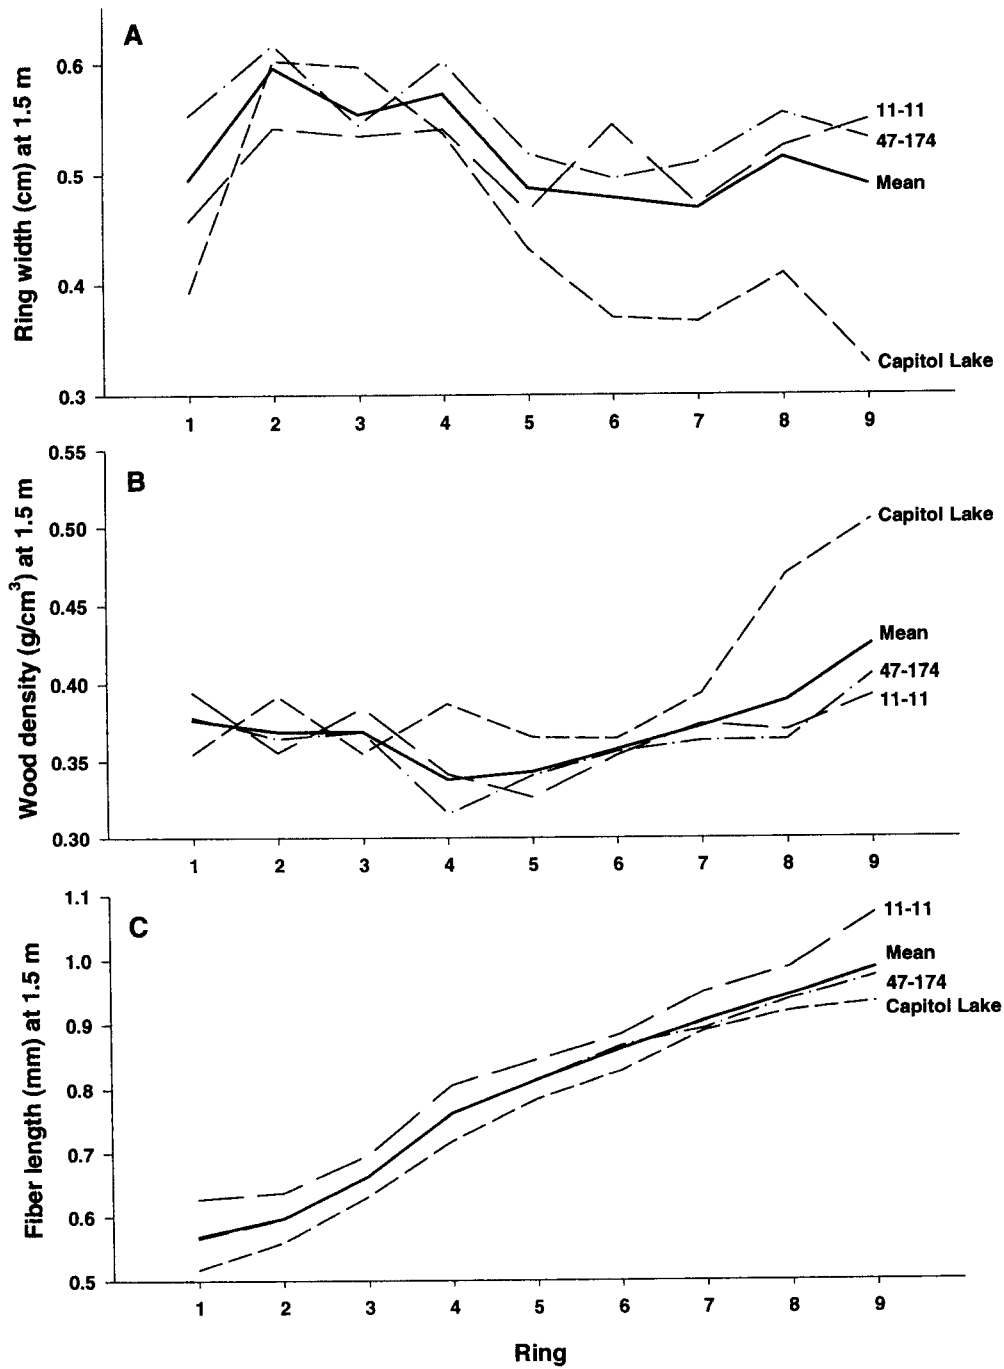 A
Ring width (cm) at 1.5 m
0.6
0.5
0.4
0.3
11-11
47-174
Mean
Capitol Lake
1 2 3 4 5 6 7 8 9
B
Wood density (g/cm³) at 1.5 m
0.55
0.50
0.45
0.40
0.35
0.30
Capitol Lake
Mean
47-174
11-11
1 2 3 4 5 6 7 8 9
C
Fiber length (mm) at 1.5 m
1.1
1.0
0.9
0.8
0.7
0.6
0.5
11-11
Mean
47-174
Capitol Lake
1 2 3 4 5 6 7 8 9
Ring